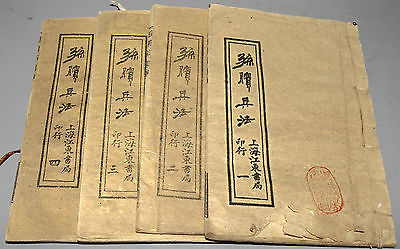 孫臏兵法
上海江東書局
印行 一
孫臏兵法
上海江東書局
印行 二
孫臏兵法
上海江東書局
印行 三
孫臏兵法
上海江東書局
印行 四